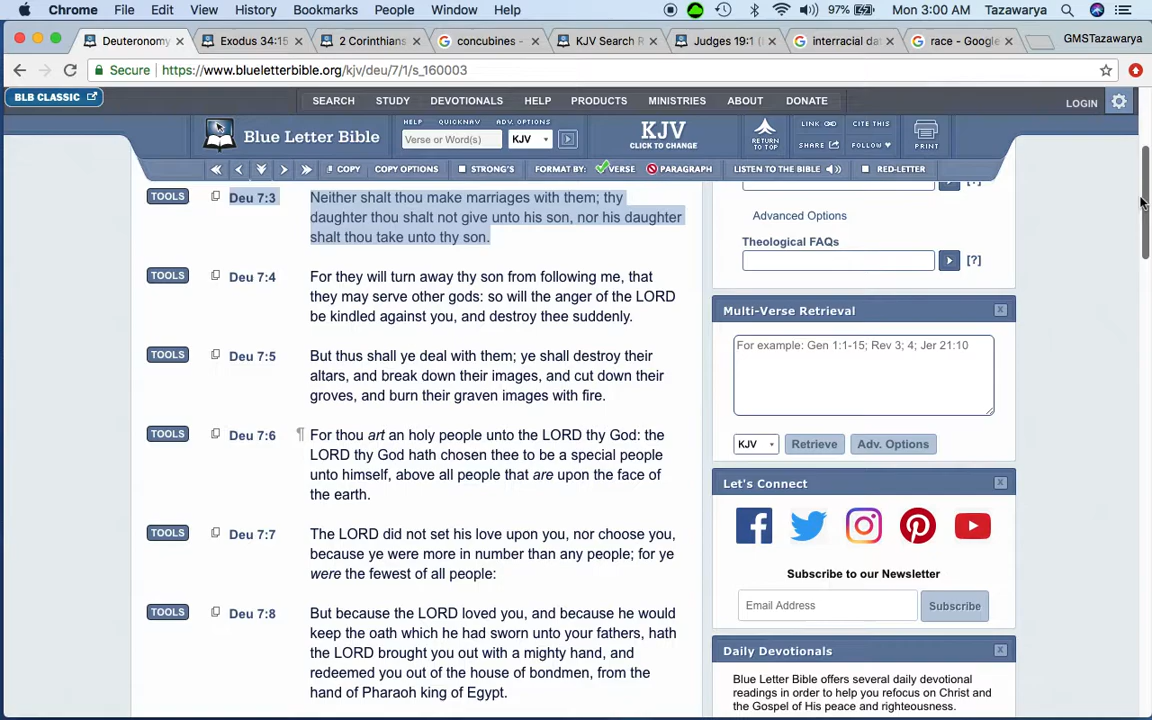 Chrome File Edit View History Bookmarks People Window Help 97% Mon 3:00 AM Tazawarya
Deuteronomy Exodus 34:15 2 Corinthians concubines - KJV Search R Judges 19:1 ( interracial da race - Google GMSTazawarya
Secure https://www.blueletterbible.org/kjv/deu/7/1/s_160003
BLB CLASSIC
SEARCH STUDY DEVOTIONALS HELP PRODUCTS MINISTRIES ABOUT DONATE LOGIN
Blue Letter Bible
HELP QUICKNAV ADV. OPTIONS
Verse or Word(s) KJV
KJV
CLICK TO CHANGE
RETURN TO TOP
LINK CITE THIS
SHARE FOLLOW
PRINT
COPY COPY OPTIONS STRONG'S FORMAT BY: VERSE PARAGRAPH LISTEN TO THE BIBLE RED-LETTER
TOOLS Deu 7:3 Neither shalt thou make marriages with them; thy
daughter thou shalt not give unto his son, nor his daughter
shalt thou take unto thy son.
TOOLS Deu 7:4 For they will turn away thy son from following me, that
they may serve other gods: so will the anger of the LORD
be kindled against you, and destroy thee suddenly.
TOOLS Deu 7:5 But thus shall ye deal with them; ye shall destroy their
altars, and break down their images, and cut down their
groves, and burn their graven images with fire.
TOOLS Deu 7:6 ¶ For thou art an holy people unto the LORD thy God: the
LORD thy God hath chosen thee to be a special people
unto himself, above all people that are upon the face of
the earth.
TOOLS Deu 7:7 The LORD did not set his love upon you, nor choose you,
because ye were more in number than any people; for ye
were the fewest of all people:
TOOLS Deu 7:8 But because the LORD loved you, and because he would
keep the oath which he had sworn unto your fathers, hath
the LORD brought you out with a mighty hand, and
redeemed you out of the house of bondmen, from the
hand of Pharaoh king of Egypt.
[?]
Advanced Options
Theological FAQs
[?]
Multi-Verse Retrieval
For example: Gen 1:1-15; Rev 3; 4; Jer 21:10
KJV Retrieve Adv. Options
Let's Connect
Subscribe to our Newsletter
Email Address Subscribe
Daily Devotionals
Blue Letter Bible offers several daily devotional
readings in order to help you refocus on Christ and
the Gospel of His peace and righteousness.